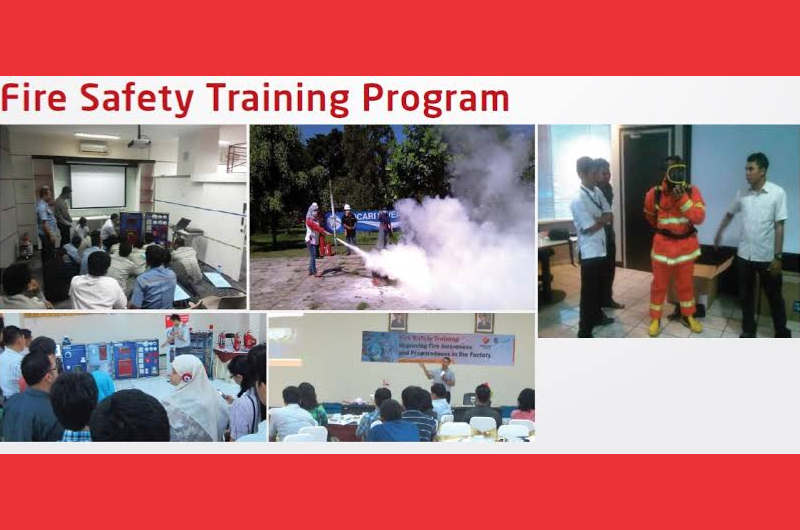 Fire Safety Training Program
Fire Safety Training
Improving Fire Awareness
and Preparedness in the Factory